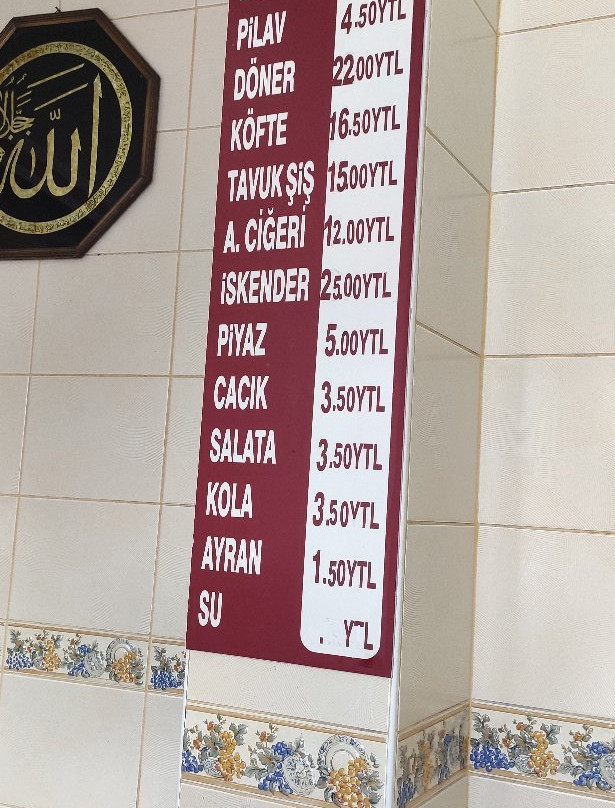 الله
PİLAV 4.50YTL
DÖNER 22.00YTL
KÖFTE 16.50YTL
TAVUK ŞİŞ 15.00YTL
A. CİĞERİ 12.00YTL
İSKENDER 25.00YTL
PİYAZ 5.00YTL
CACIK 3.50YTL
SALATA 3.50YTL
KOLA 3.50YTL
AYRAN 1.50YTL
SU . YTL